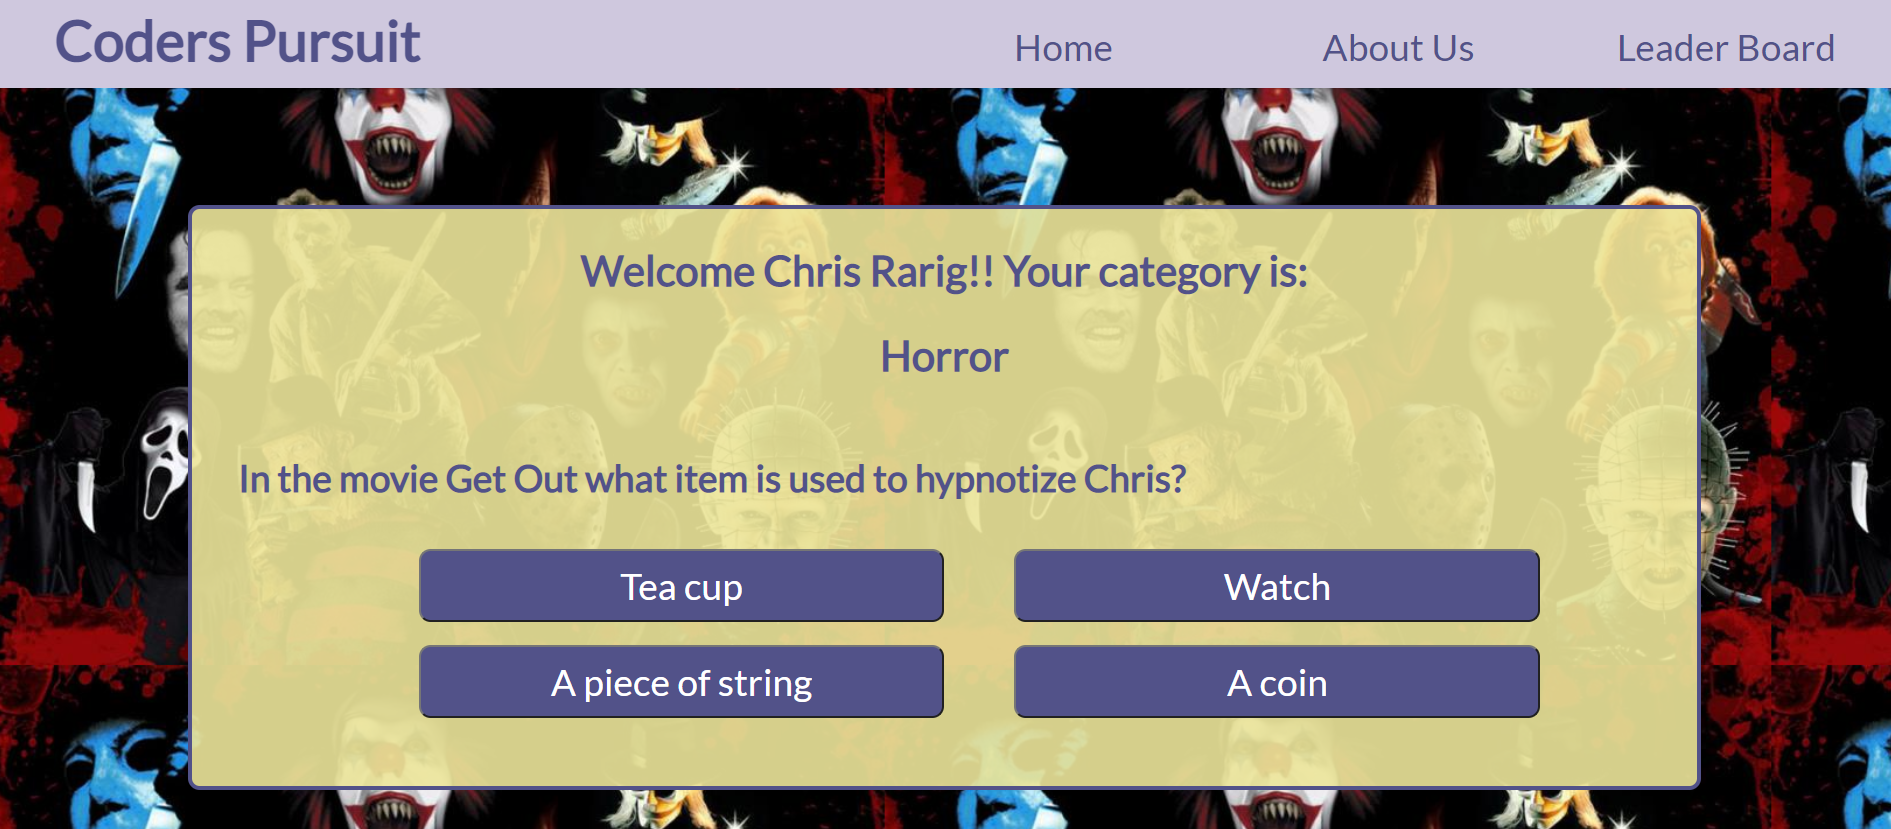 Coders Pursuit
Home
About Us
Leader Board
Welcome Chris Rarig!! Your category is:
Horror
In the movie Get Out what item is used to hypnotize Chris?
Tea cup
Watch
A piece of string
A coin